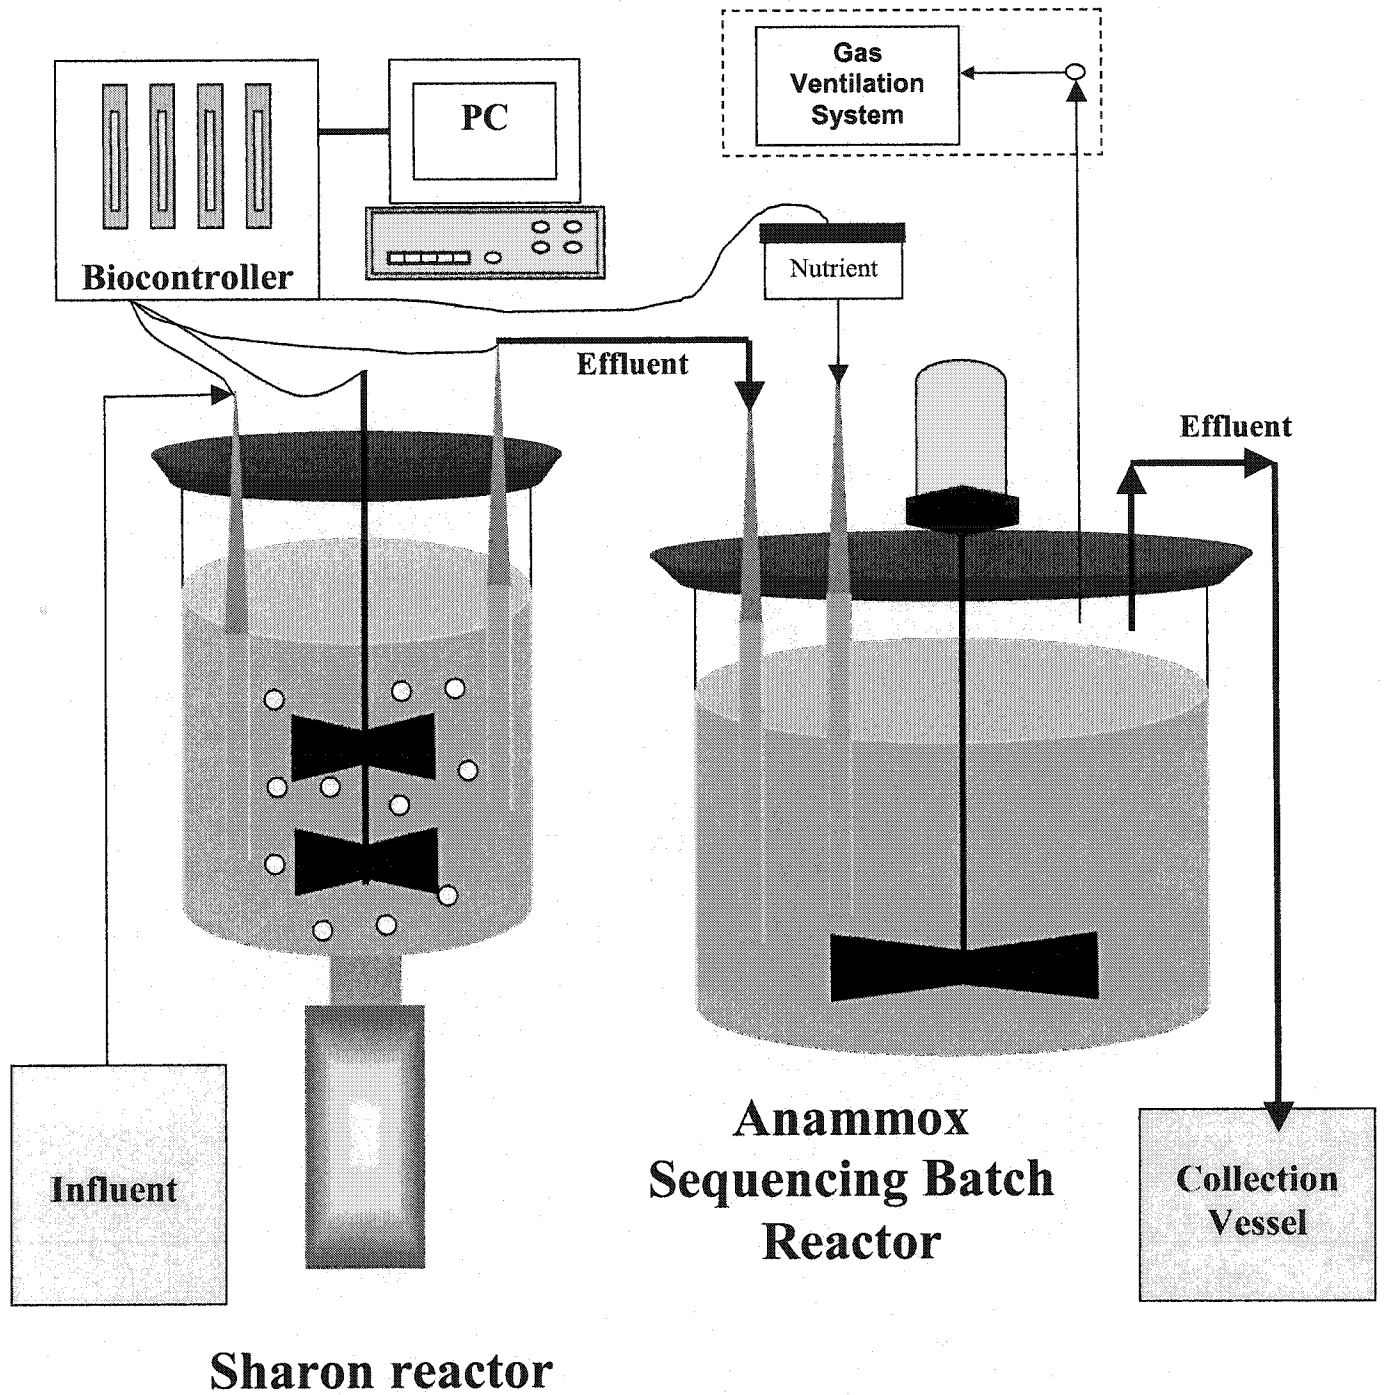 Gas
Ventilation
System
PC
Biocontroller
Nutrient
Effluent
Effluent
Anammox
Sequencing Batch
Reactor
Influent
Collection
Vessel
Sharon reactor